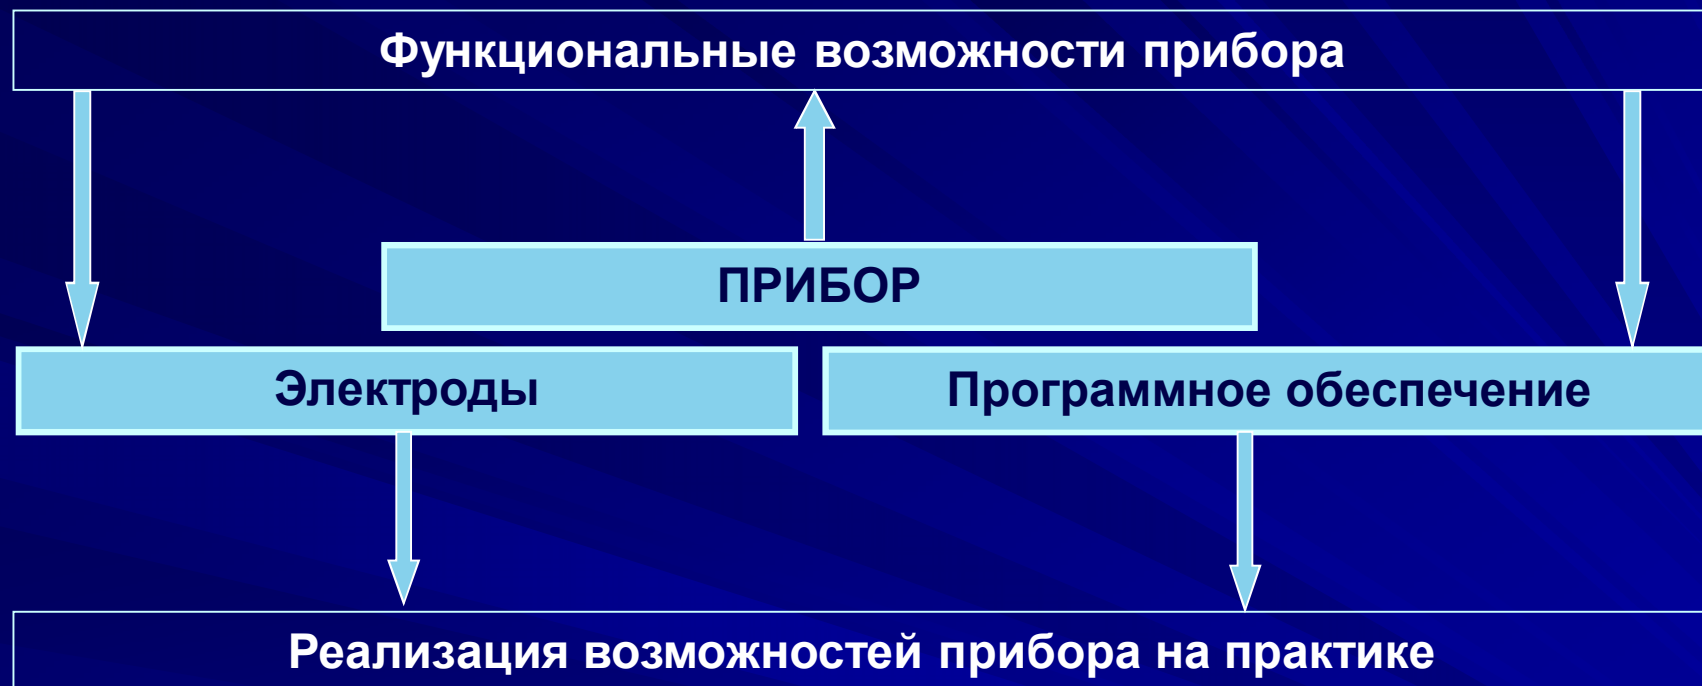 Функциональные возможности прибора
ПРИБОР
Электроды
Программное обеспечение
Реализация возможностей прибора на практике